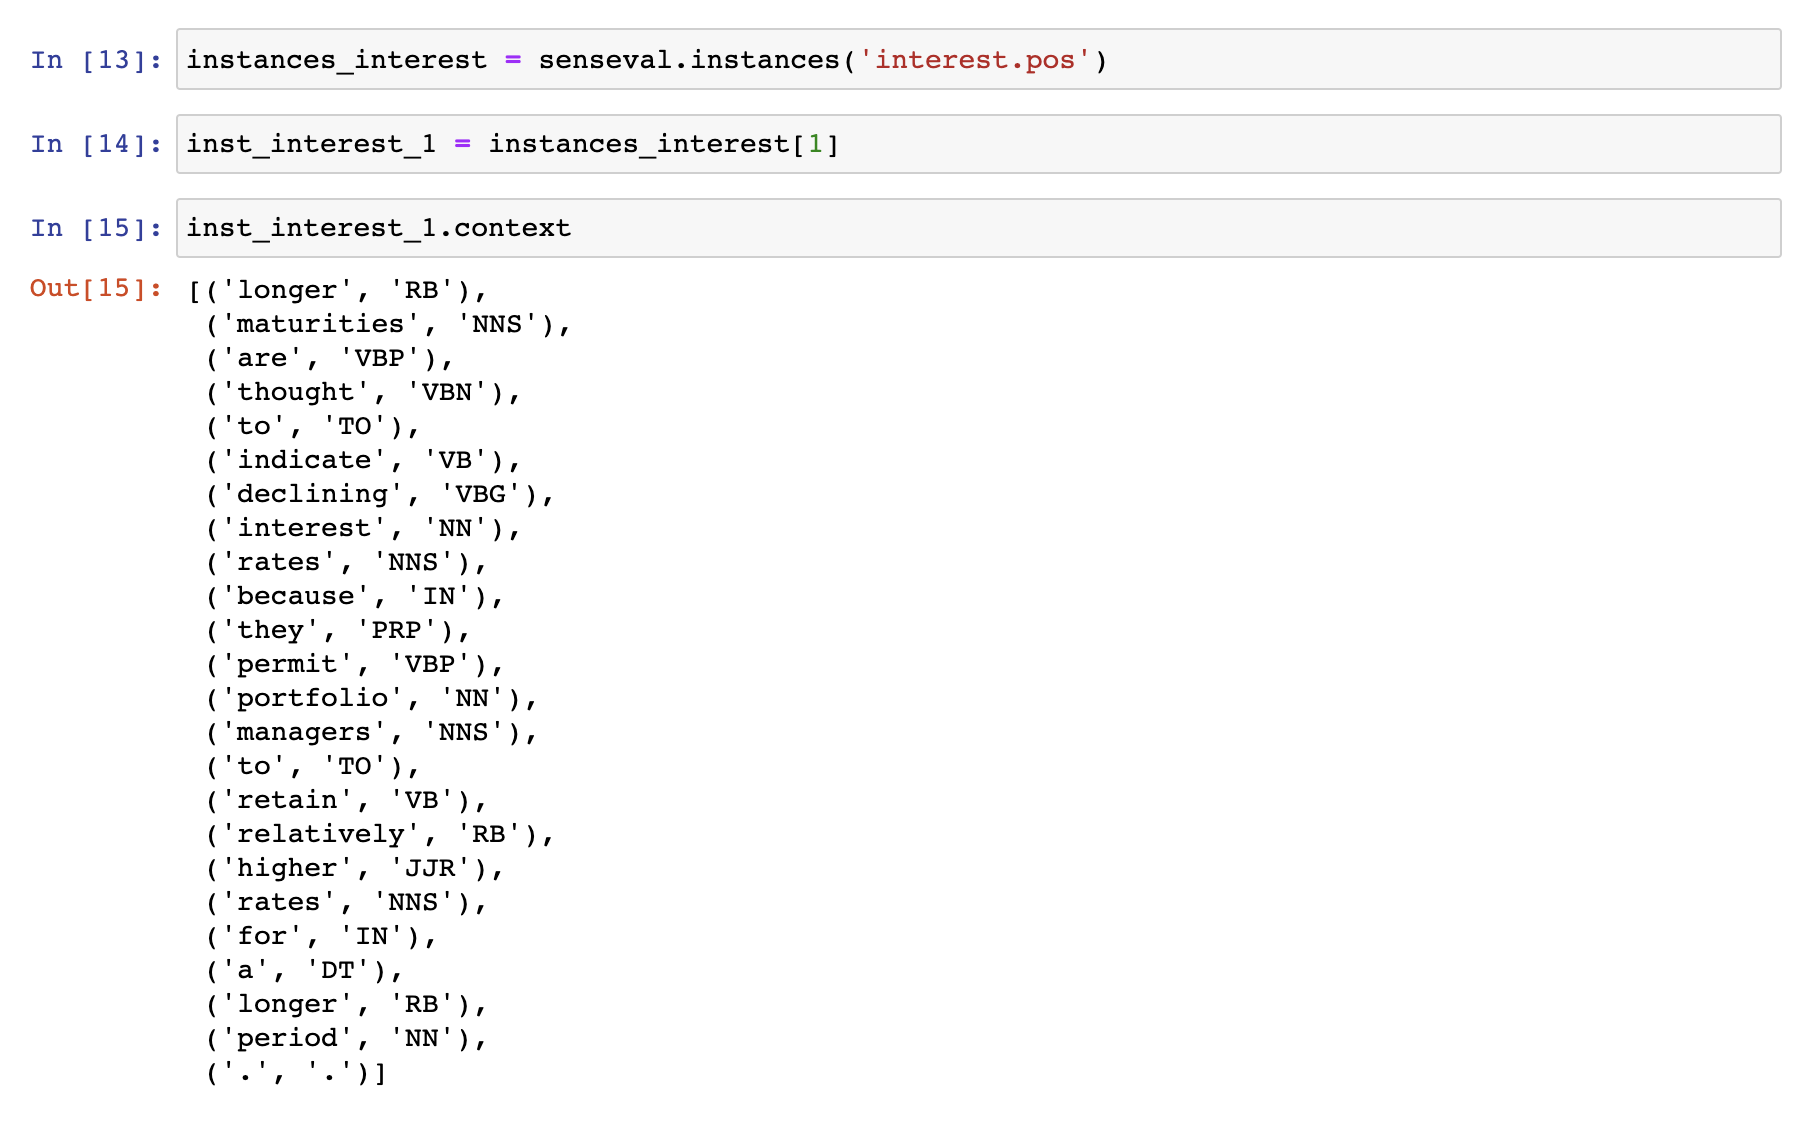 In [13]: instances_interest = senseval.instances('interest.pos')
In [14]: inst_interest_1 = instances_interest[1]
In [15]: inst_interest_1.context
Out[15]: [('longer', 'RB'),
('maturities', 'NNS'),
('are', 'VBP'),
('thought', 'VBN'),
('to', 'TO'),
('indicate', 'VB'),
('declining', 'VBG'),
('interest', 'NN'),
('rates', 'NNS'),
('because', 'IN'),
('they', 'PRP'),
('permit', 'VBP'),
('portfolio', 'NN'),
('managers', 'NNS'),
('to', 'TO'),
('retain', 'VB'),
('relatively', 'RB'),
('higher', 'JJR'),
('rates', 'NNS'),
('for', 'IN'),
('a', 'DT'),
('longer', 'RB'),
('period', 'NN'),
('.', '.')]